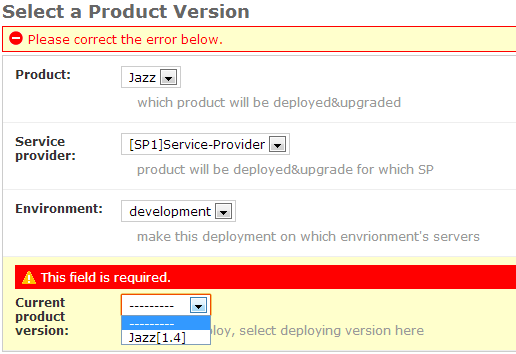 Select a Product Version
Please correct the error below.
Product:
Jazz
which product will be deployed&upgraded
Service
provider:
[SP1]Service-Provider
product will be deployed&upgrade for which SP
Environment:
development
make this deployment on which envrionment's servers
This field is required.
Current
product
version:
---------
---------
Jazz[1.4]
select deploying version here